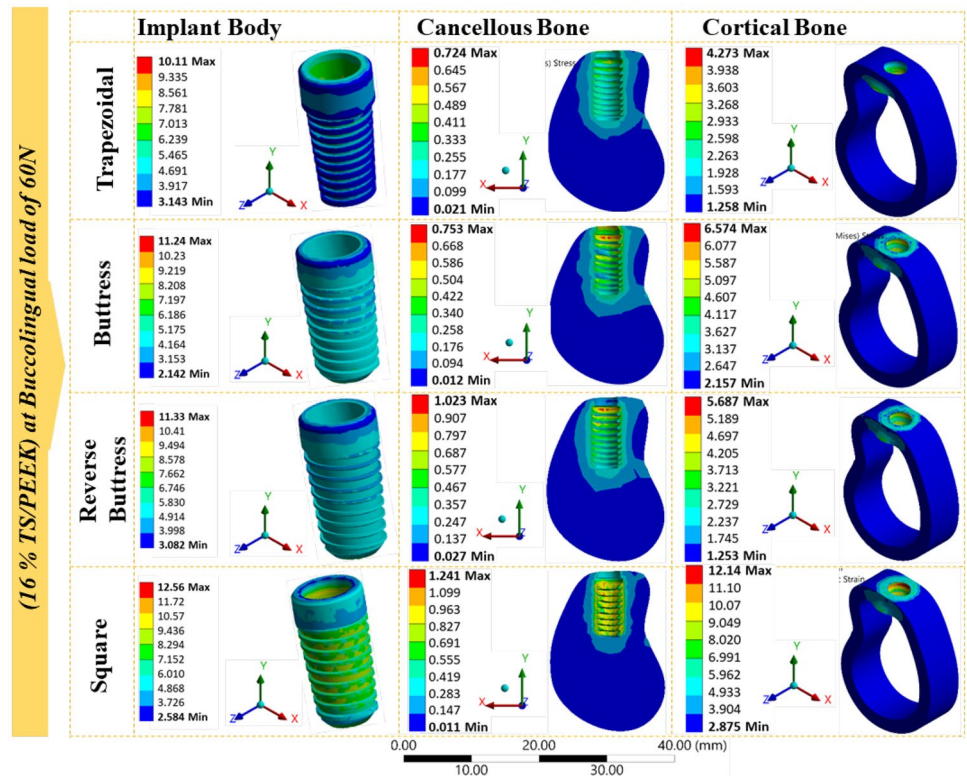 Implant Body
Cancellous Bone
Cortical Bone
(16 % TS/PEEK) at Buccolingual load of 60N
Trapezoidal
10.11 Max
9.335
8.561
7.781
7.013
6.239
5.465
4.691
3.917
3.143 Min
Y
Z
X
0.724 Max
0.645
0.567
0.489
0.411
0.333
0.255
0.177
0.099
0.021 Min
s) Stress
Y
X
Z
4.273 Max
3.938
3.603
3.268
2.933
2.598
2.263
1.928
1.593
1.258 Min
Y
Z
X
Buttress
11.24 Max
10.23
9.219
8.208
7.197
6.186
5.175
4.164
3.153
2.142 Min
Y
Z
X
0.753 Max
0.668
0.586
0.504
0.422
0.340
0.258
0.176
0.094
0.012 Min
Y
X
Z
6.574 Max
6.077
5.587
5.097
4.607
4.117
3.627
3.137
2.647
2.157 Min
Mises) St
Y
Z
X
Reverse
Buttress
11.33 Max
10.41
9.494
8.578
7.662
6.746
5.830
4.914
3.998
3.082 Min
Y
Z
X
1.023 Max
0.907
0.797
0.687
0.577
0.467
0.357
0.247
0.137
0.027 Min
Y
X
Z
5.687 Max
5.189
4.697
4.205
3.713
3.221
2.729
2.237
1.745
1.253 Min
Y
Z
X
Square
12.56 Max
11.72
10.57
9.436
8.294
7.152
6.010
4.868
3.726
2.584 Min
Y
Z
X
1.241 Max
1.099
0.963
0.827
0.691
0.555
0.419
0.283
0.147
0.011 Min
Y
X
Z
12.14 Max
11.10
10.07
9.049
8.020
6.991
5.962
4.933
3.904
2.875 Min
Strain
Y
Z
X
0.00 20.00 40.00 (mm)
10.00 30.00